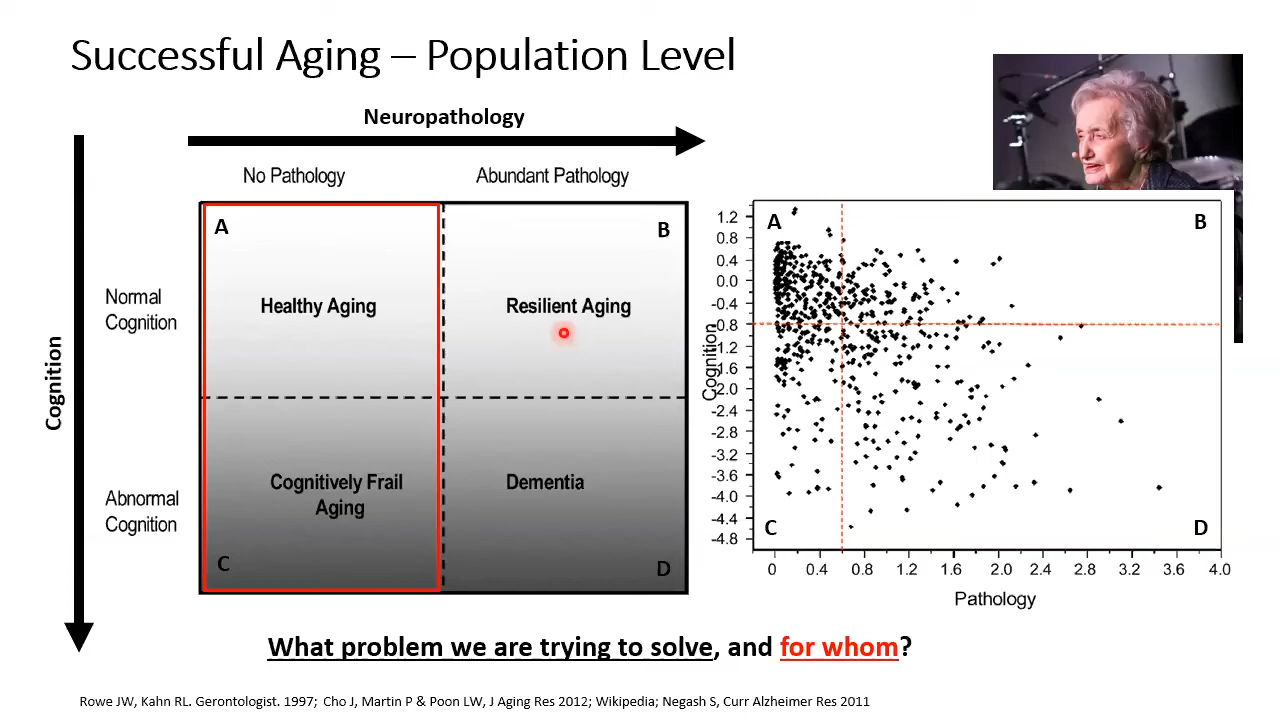 Successful Aging – Population Level
Neuropathology
No Pathology
Abundant Pathology
Cognition
Normal
Cognition
Abnormal
Cognition
A
Healthy Aging
B
Resilient Aging
Cognitively Frail
Aging
C
Dementia
D
A
B
C
D
Cognition
1.2
0.8
0.4
0.0
-0.4
-0.8
-1.2
-1.6
-2.0
-2.4
-2.8
-3.2
-3.6
-4.0
-4.4
-4.8
0 0.4 0.8 1.2 1.6 2.0 2.4 2.8 3.2 3.6 4.0
Pathology
What problem we are trying to solve, and for whom?
Rowe JW, Kahn RL. Gerontologist. 1997; Cho J, Martin P & Poon LW, J Aging Res 2012; Wikipedia; Negash S, Curr Alzheimer Res 2011